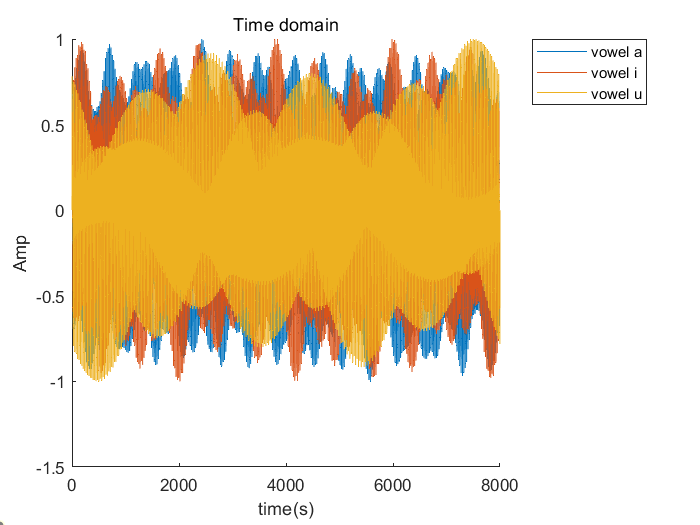 Time domain
1
0.5
0
-0.5
-1
-1.5
Amp
0
2000
4000
6000
8000
time(s)
vowel a
vowel i
vowel u